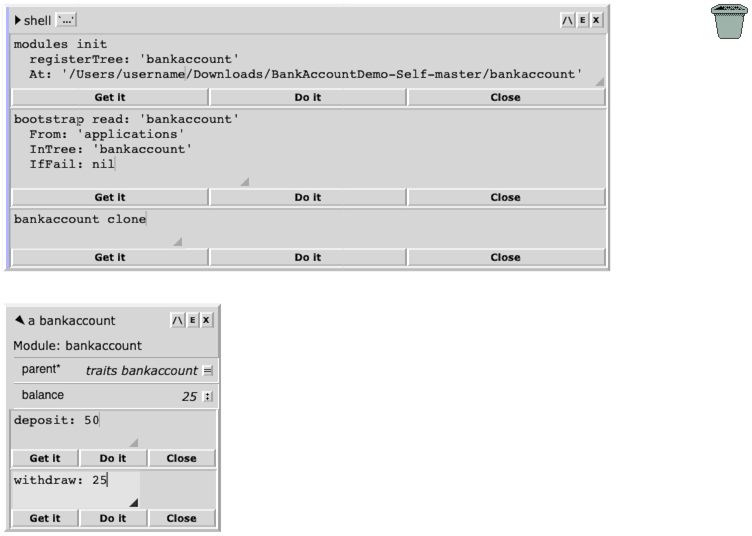 shell '...' /\ E X
modules init
registerTree: 'bankaccount'
At: '/Users/username/Downloads/BankAccountDemo-Self-master/bankaccount'
Get it Do it Close
bootstrap read: 'bankaccount'
From: 'applications'
InTree: 'bankaccount'
IfFail: nil
Get it Do it Close
bankaccount clone
Get it Do it Close
a bankaccount /\ E X
Module: bankaccount
parent* traits bankaccount =
balance 25 :
deposit: 50
Get it Do it Close
withdraw: 25
Get it Do it Close